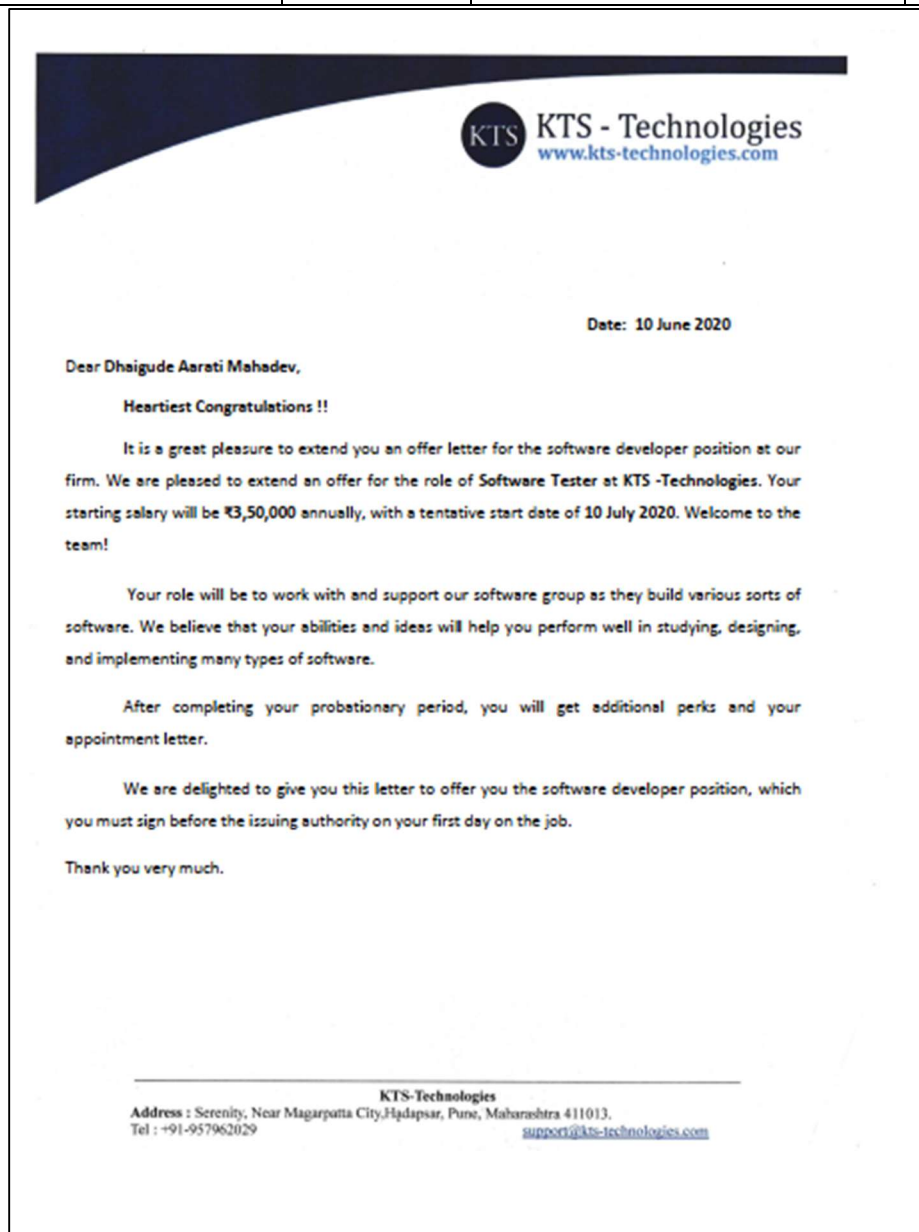 KTS
KTS - Technologies
www.kts-technologies.com
Date: 10 June 2020
Dear Dhaigude Aarati Mahadev,
Heartiest Congratulations !!
It is a great pleasure to extend you an offer letter for the software developer position at our
firm. We are pleased to extend an offer for the role of Software Tester at KTS -Technologies. Your
starting salary will be ₹3,50,000 annually, with a tentative start date of 10 July 2020. Welcome to the
team!
Your role will be to work with and support our software group as they build various sorts of
software. We believe that your abilities and ideas will help you perform well in studying, designing,
and implementing many types of software.
After completing your probationary period, you will get additional perks and your
appointment letter.
We are delighted to give you this letter to offer you the software developer position, which
you must sign before the issuing authority on your first day on the job.
Thank you very much.
KTS-Technologies
Address : Serenity, Near Magarpatta City,Hadapsar, Pune, Maharashtra 411013.
Tel : +91-957962029 support@kts-technologies.com